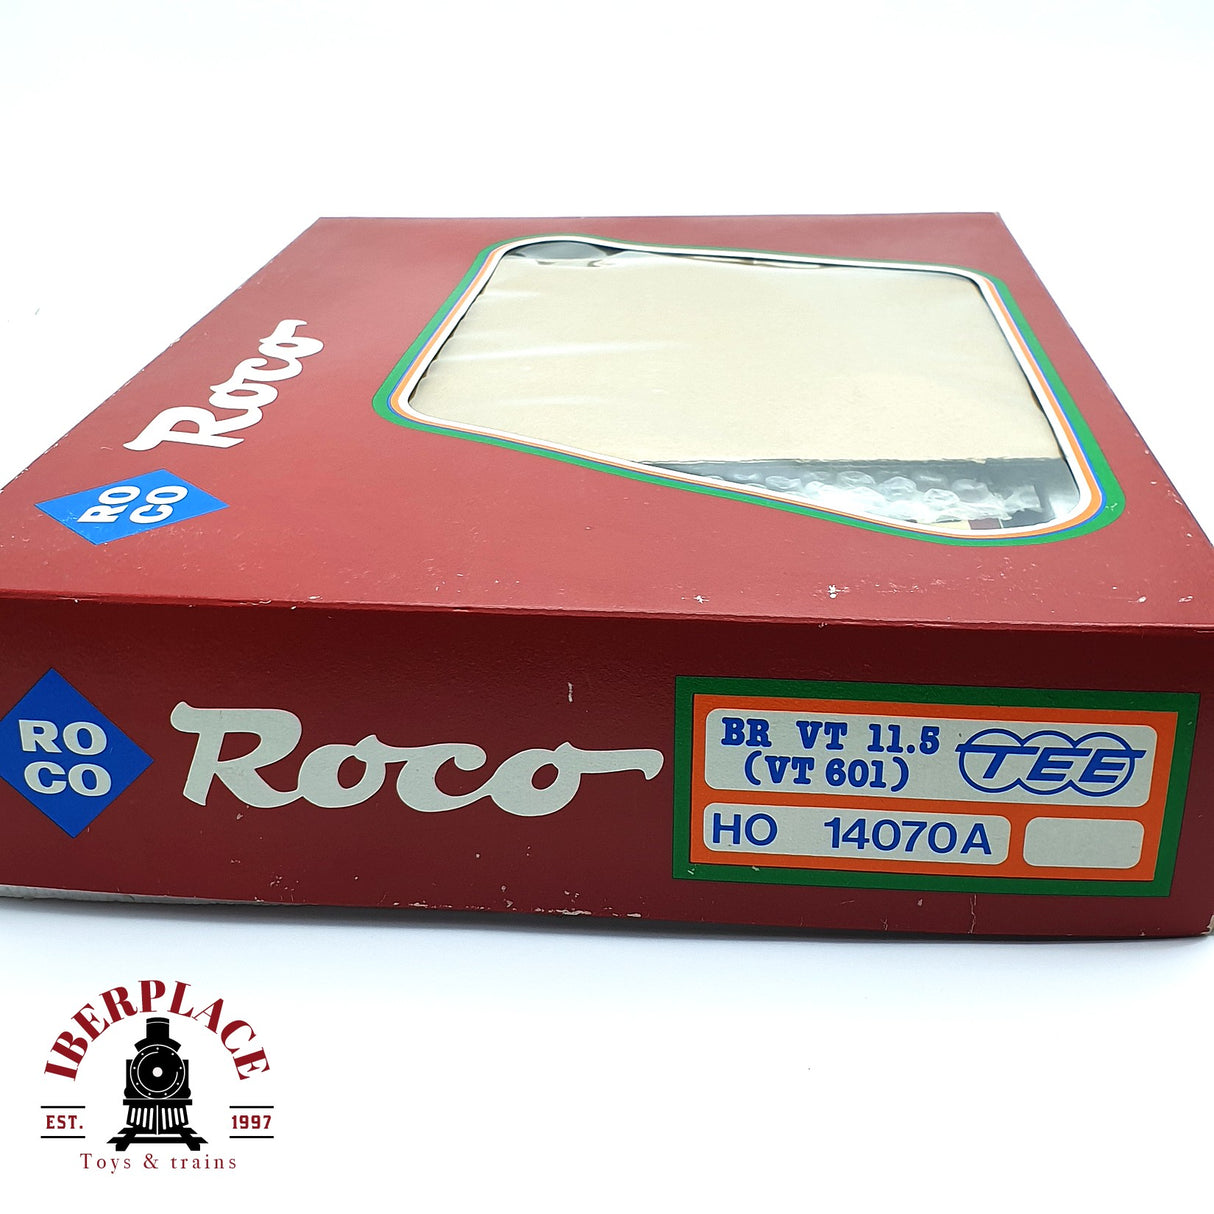 Roco
RO
CO
RO
CO
Roco
BR VT 11.5
(VT 601)
TEE
HO 14070A
IBERPLACE
EST. 1997
Toys & trains